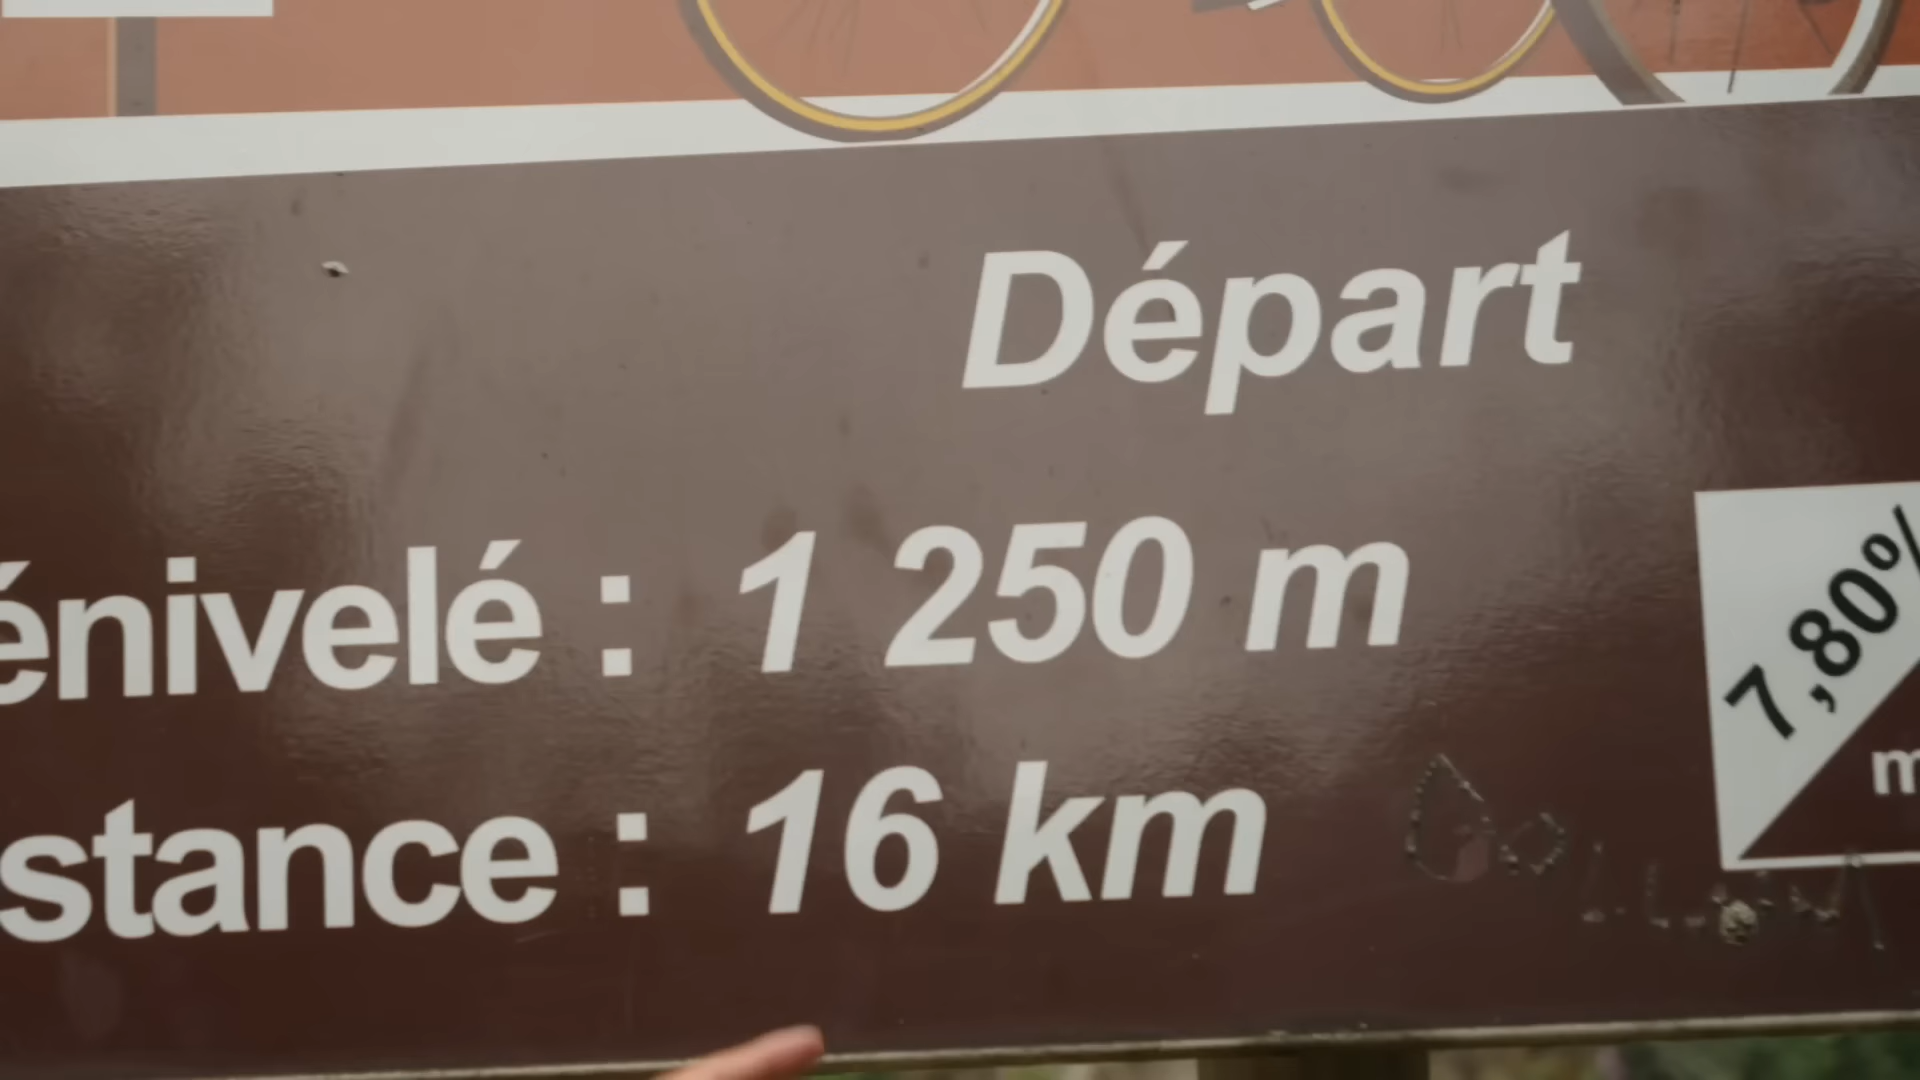 Départ
énivelé : 1 250 m
7,80%
stance : 16 km
m